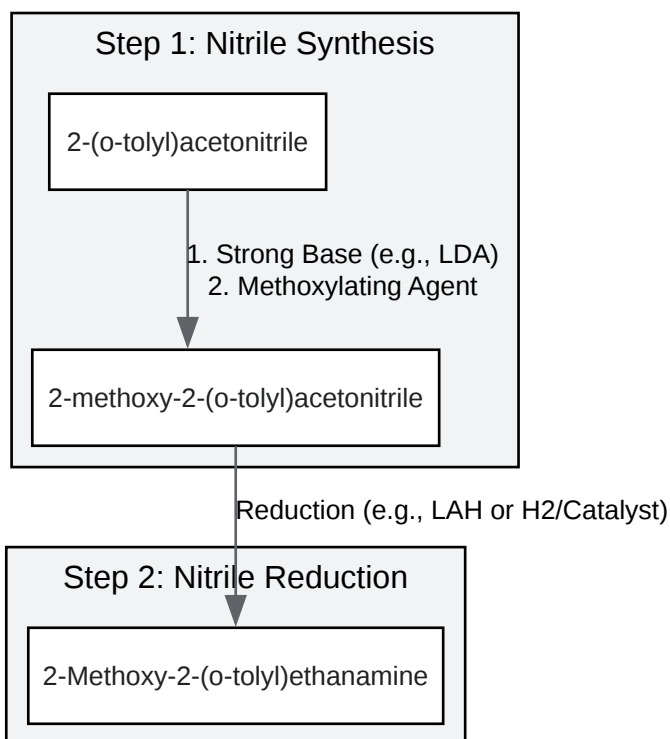 Step 1: Nitrile Synthesis
2-(o-tolyl)acetonitrile
1. Strong Base (e.g., LDA)
2. Methoxylating Agent
2-methoxy-2-(o-tolyl)acetonitrile
Reduction (e.g., LAH or H2/Catalyst)
Step 2: Nitrile Reduction
2-Methoxy-2-(o-tolyl)ethanamine